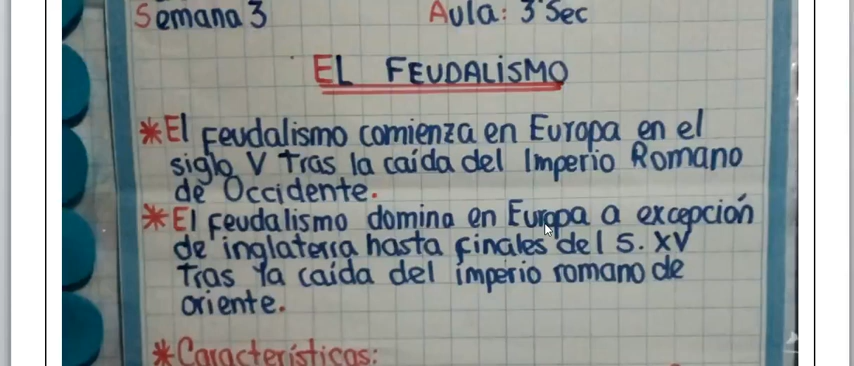 Semana 3
Aula: 3° Sec
EL FEUDALISMO
*El Feudalismo comienza en Europa en el
siglo V tras la caída del Imperio Romano
de Occidente.
*El feudalismo domina en Europa a excepción
de inglaterra hasta finales del S. XV
Tras la caída del imperio romano de
oriente.
*Características: